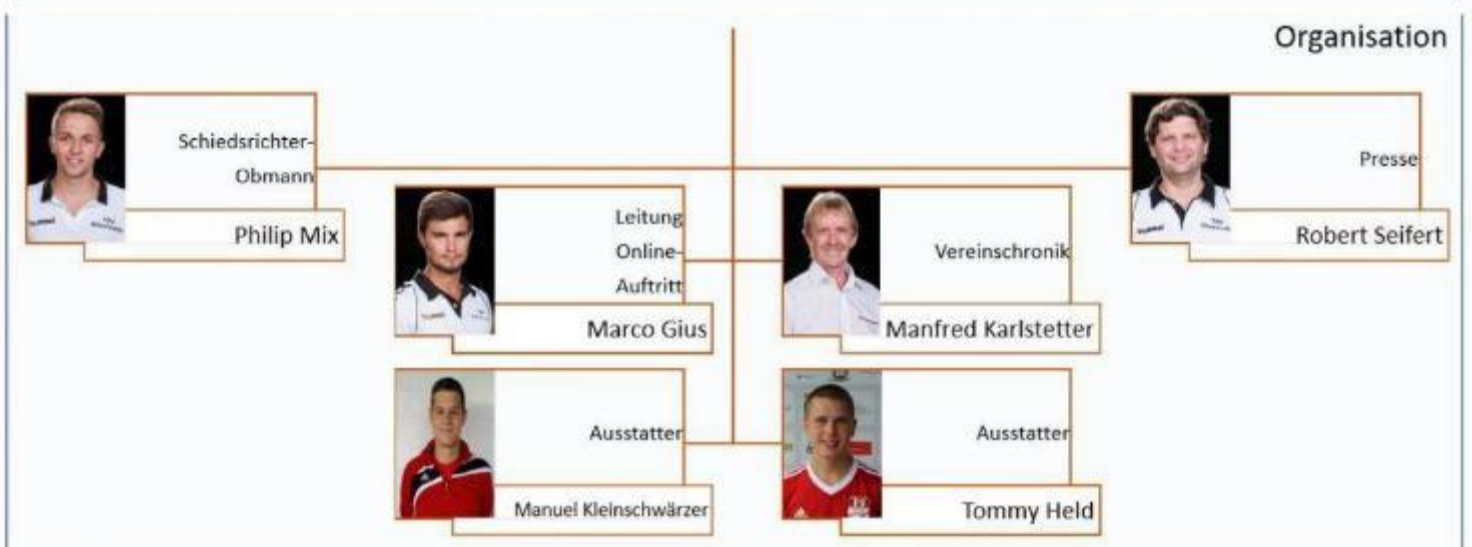 Organisation
Schiedsrichter-
Obmann
Philip Mix
Presse
Robert Seifert
Leitung
Online-
Auftritt
Marco Gius
Vereinschronik
Manfred Karlstetter
Ausstatter
Manuel Kleinschwärzer
Ausstatter
Tommy Held